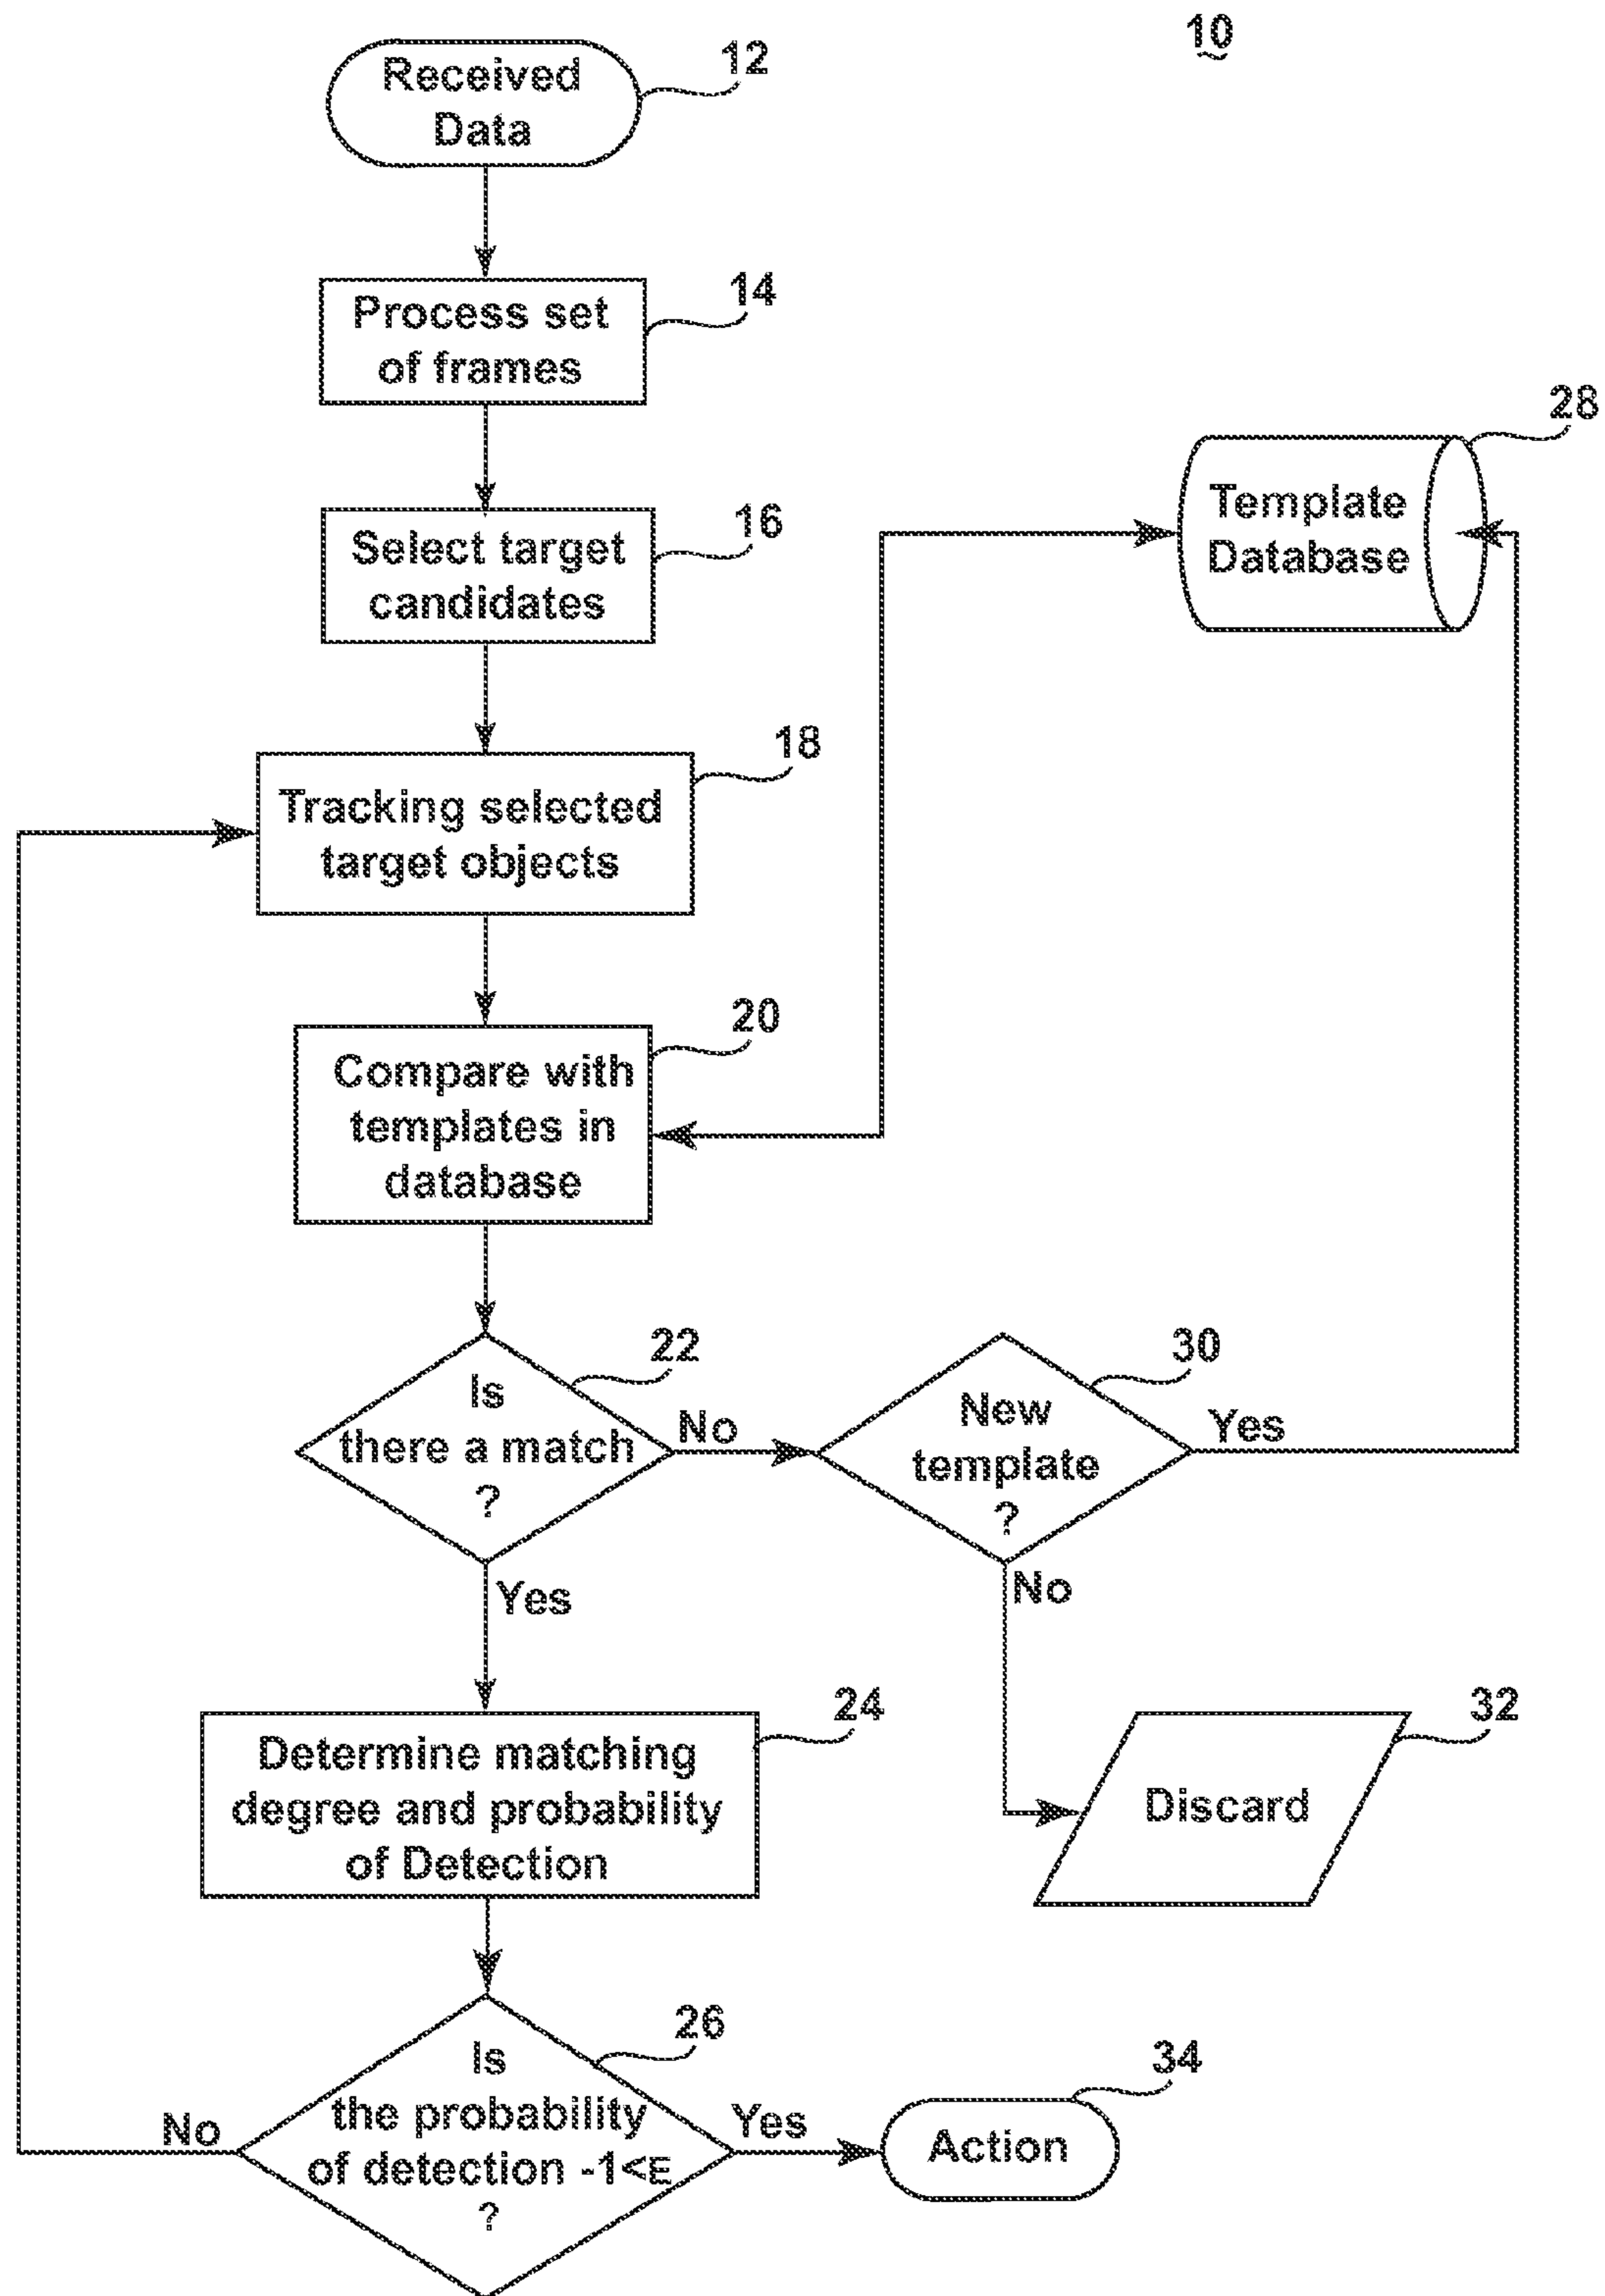 10
Received
Data
12
Process set
of frames
14
Select target
candidates
16
Template
Database
28
Tracking selected
target objects
18
Compare with
templates in
database
20
Is
there a match
?
22
No
Yes
New
template
?
30
Yes
No
Determine matching
degree and probability
of Detection
24
Discard
32
Is
the probability
of detection -1<E
?
26
No
Yes
Action
34